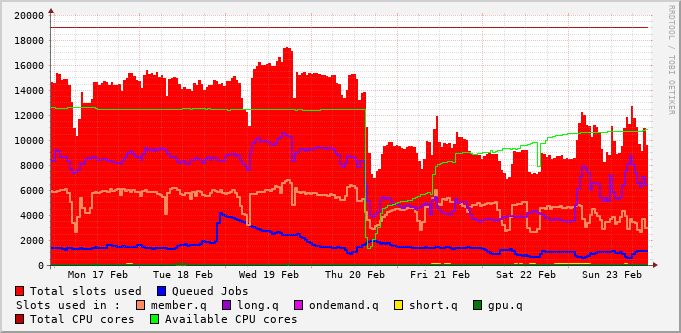 RRDTOOL / TOBI OETIKER
20000
18000
16000
14000
12000
10000
8000
6000
4000
2000
0
Mon 17 Feb Tue 18 Feb Wed 19 Feb Thu 20 Feb Fri 21 Feb Sat 22 Feb Sun 23 Feb
Total slots used Queued Jobs
Slots used in : member.q long.q ondemand.q short.q gpu.q
Total CPU cores Available CPU cores